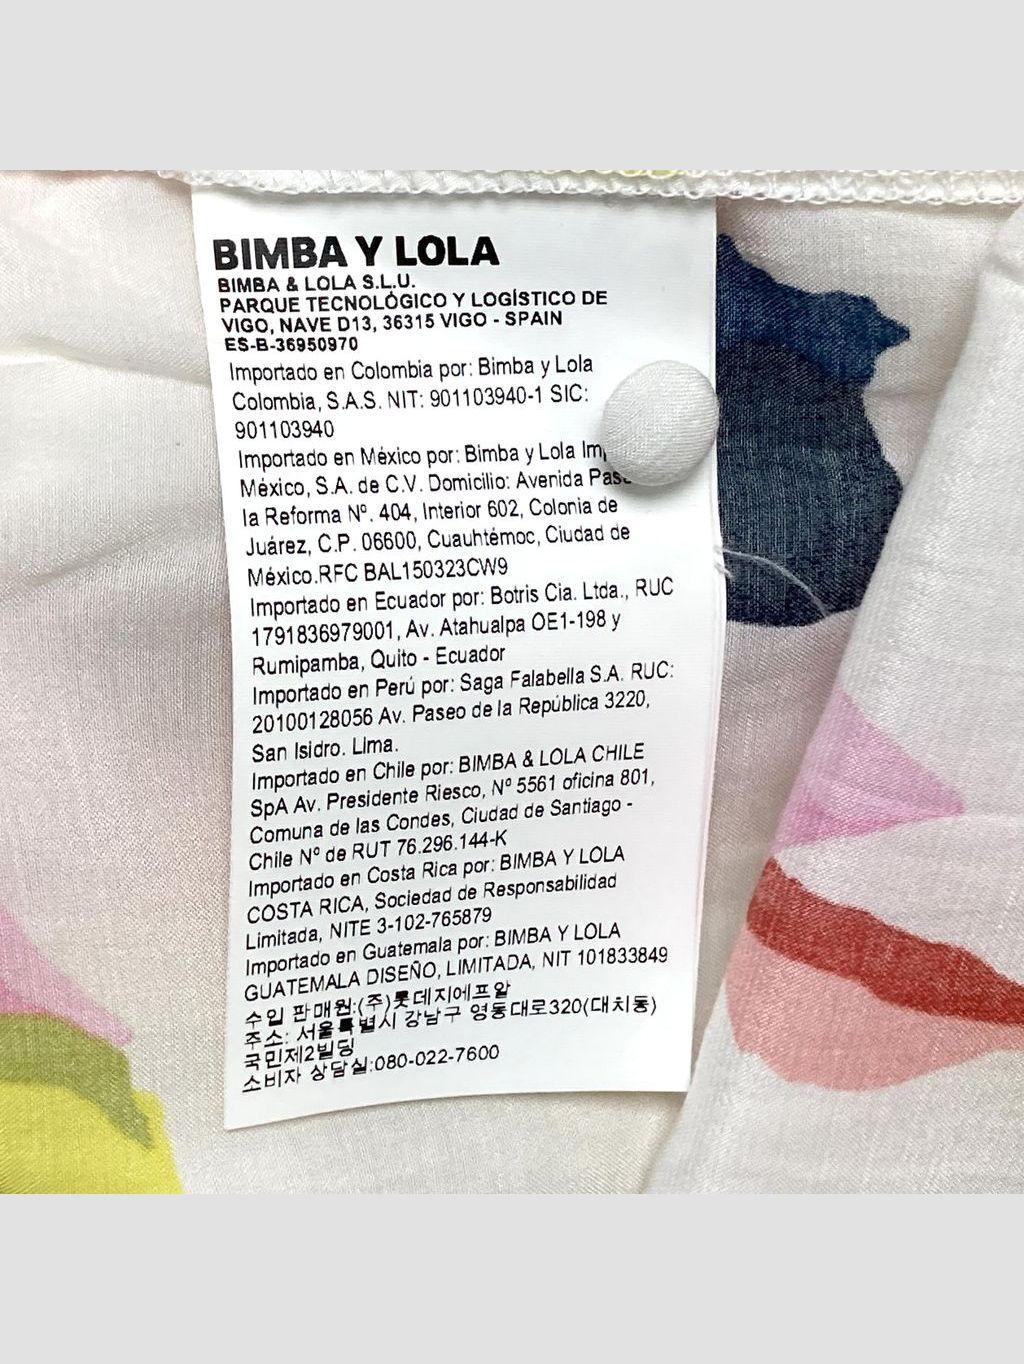 BIMBA Y LOLA
BIMBA & LOLA S.L.U.
PARQUE TECNOLÓGICO Y LOGÍSTICO DE
VIGO, NAVE D13, 36315 VIGO - SPAIN
ES-B-36950970
Importado en Colombia por: Bimba y Lola
Colombia, S.A.S. NIT: 901103940-1 SIC:
901103940
Importado en México por: Bimba y Lola
México, S.A. de C.V. Domicilio: Avenida
la Reforma Nº. 404, Interior 602, Colonia de
Juárez, C.P. 06600, Cuauhtémoc, Ciudad de
México.RFC BAL150323CW9
Importado en Ecuador por: Botris Cia. Ltda., RUC
1791836979001, Av. Atahualpa OE1-198 y
Rumipamba, Quito - Ecuador
Importado en Perú por: Saga Falabella S.A. RUC:
20100128056 Av. Paseo de la República 3220,
San Isidro. Lima.
Importado en Chile por: BIMBA & LOLA CHILE
SpA Av. Presidente Riesco, Nº 5561 oficina 801,
Comuna de las Condes, Ciudad de Santiago -
Chile Nº de RUT 76.296.144-K
Importado en Costa Rica por: BIMBA Y LOLA
COSTA RICA, Sociedad de Responsabilidad
Limitada, NITE 3-102-765879
Importado en Guatemala por: BIMBA Y LOLA
GUATEMALA DISEÑO, LIMITADA, NIT 101833849
수입 판매원:(주)롯데지에프알
주소: 서울특별시 강남구 영동대로320(대치동)
국민제2빌딩
소비자 상담실:080-022-7600